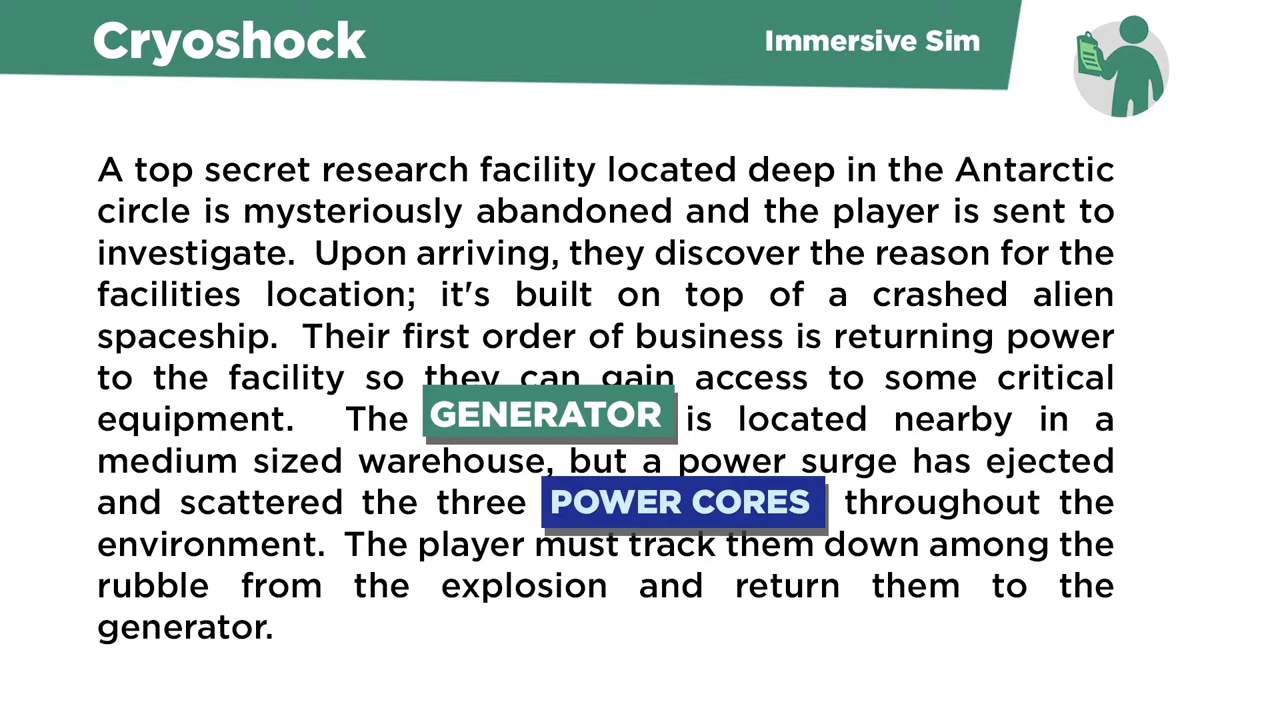 Cryoshock
Immersive Sim
A top secret research facility located deep in the Antarctic
circle is mysteriously abandoned and the player is sent to
investigate. Upon arriving, they discover the reason for the
facilities location; it's built on top of a crashed alien
spaceship. Their first order of business is returning power
to the facility so they can gain access to some critical
equipment. The GENERATOR is located nearby in a
medium sized warehouse, but a power surge has ejected
and scattered the three POWER CORES throughout the
environment. The player must track them down among the
rubble from the explosion and return them to the
generator.